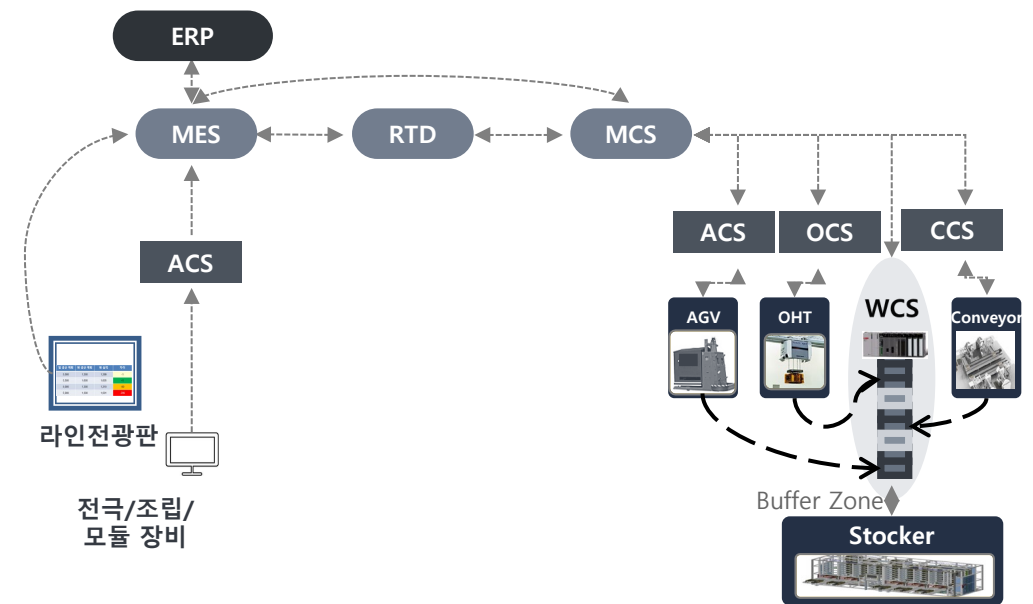 ERP
MES
RTD
MCS
ACS
ACS
OCS
CCS
AGV
OHT
WCS
Conveyor
라인전광판
전극/조립/
모듈 장비
Buffer Zone
Stocker